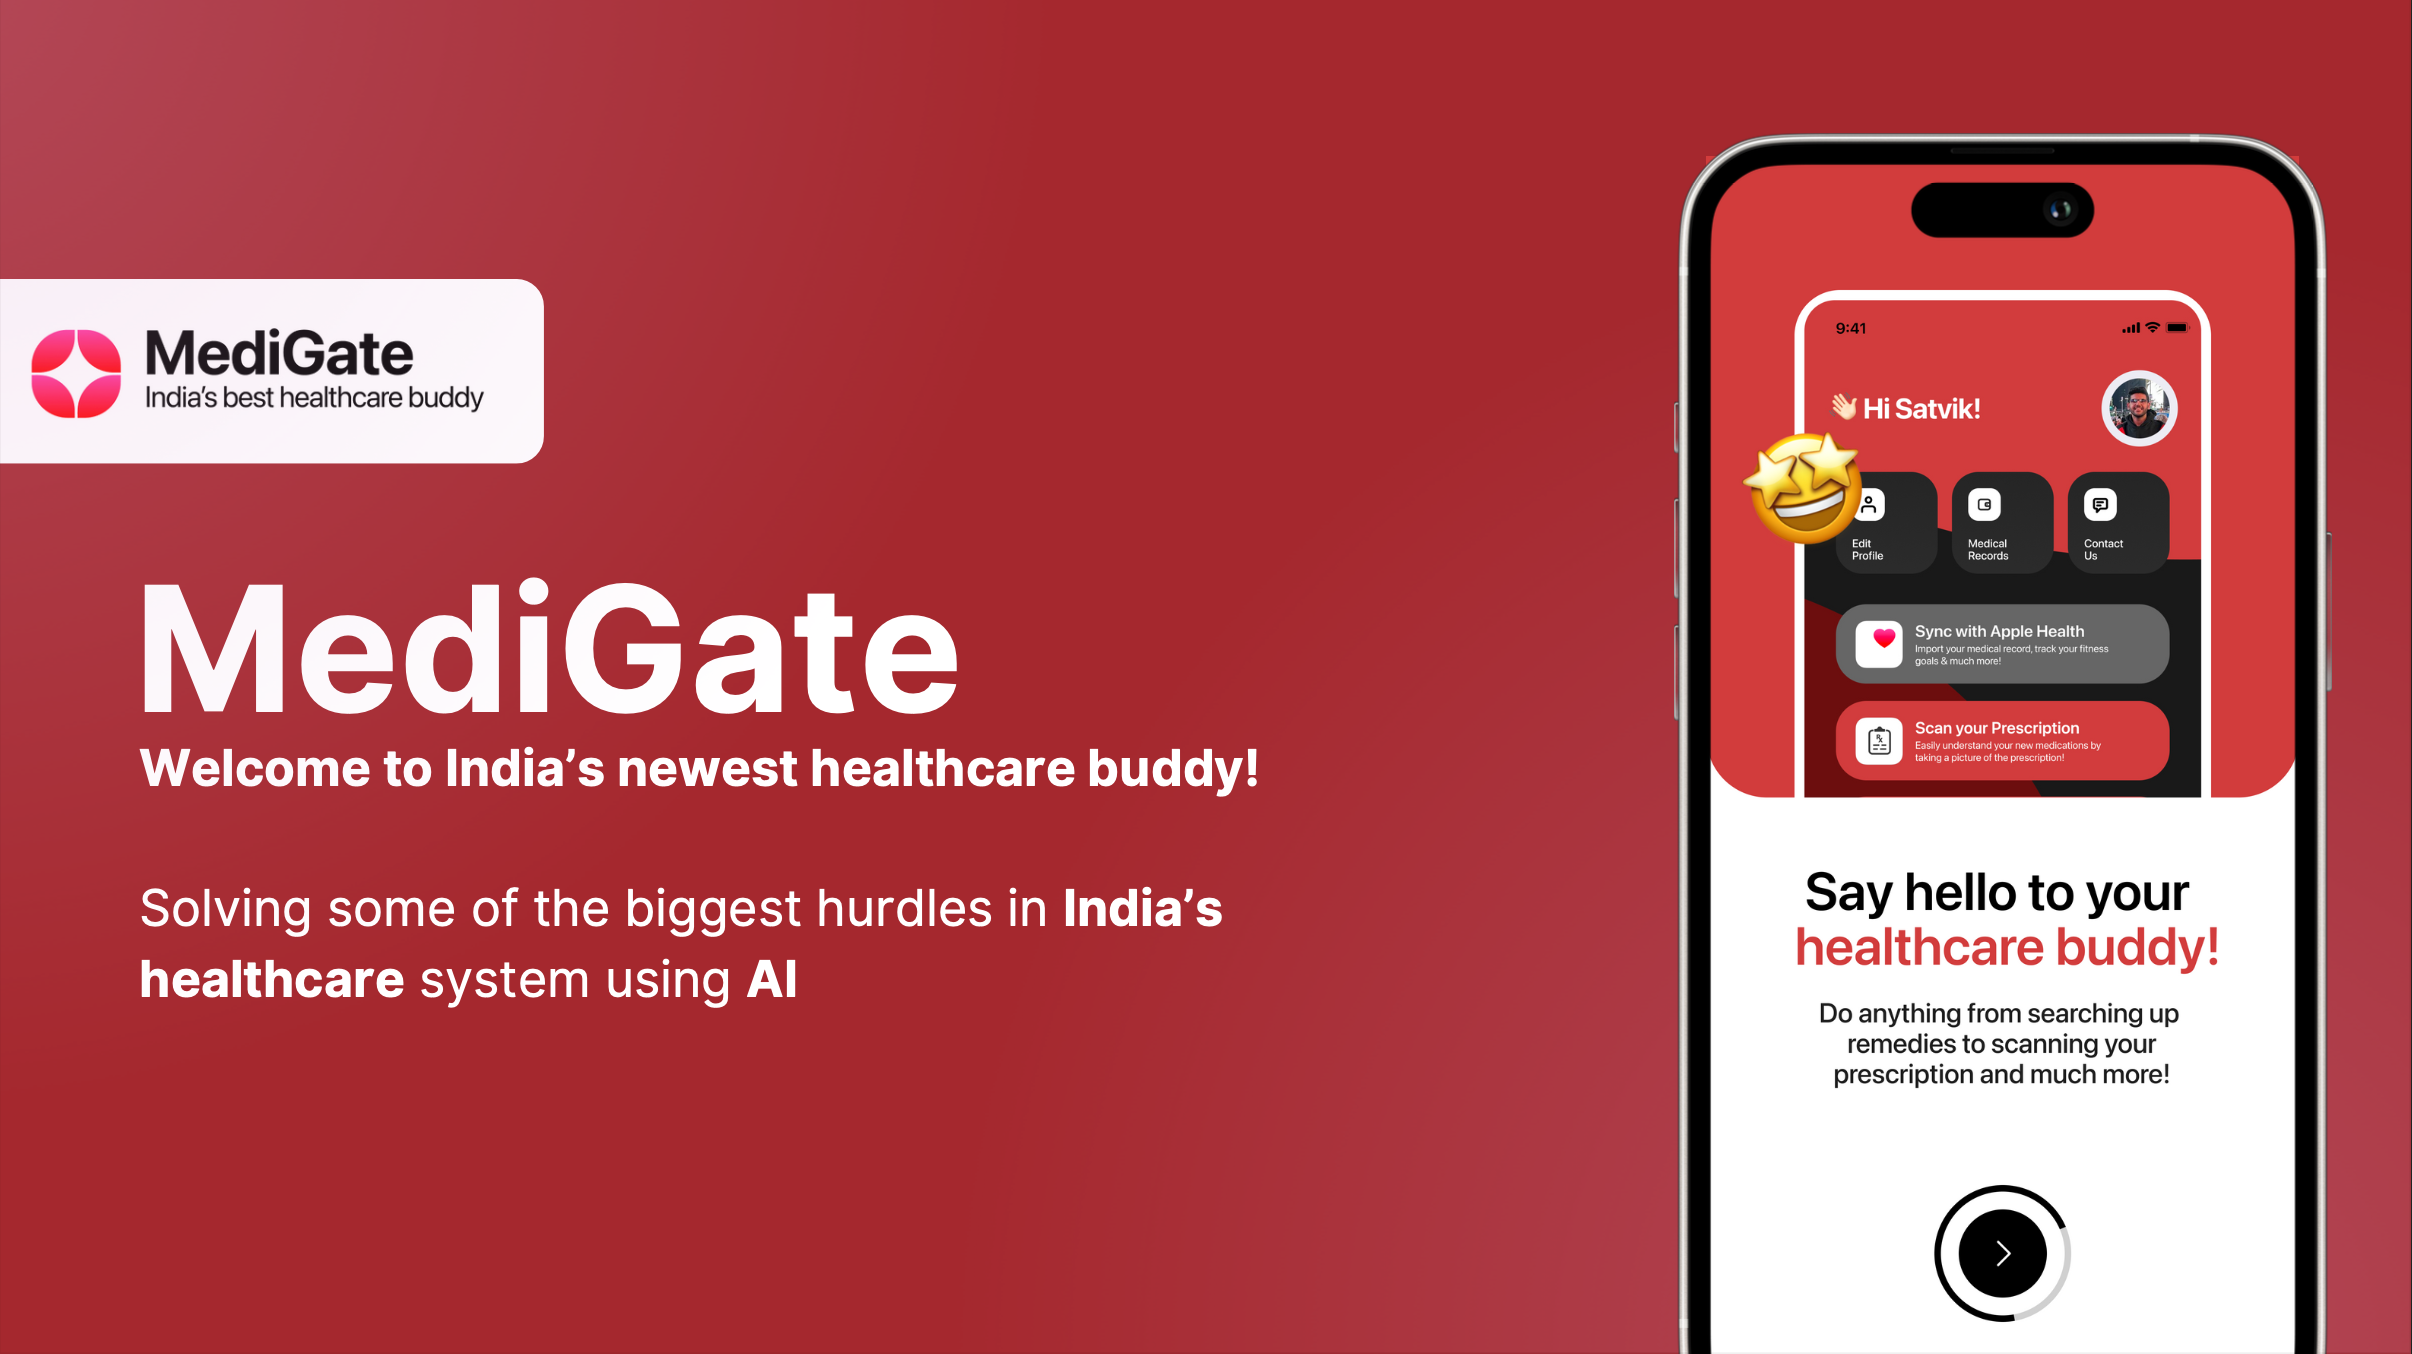 MediGate
India's best healthcare buddy
MediGate
Welcome to India's newest healthcare buddy!
Solving some of the biggest hurdles in India's
healthcare system using AI
9:41
👋🏻 Hi Satvik!
Edit
Profile
Medical
Records
Contact
Us
Sync with Apple Health
Import your medical record, track your fitness
goals & much more!
Scan your Prescription
Easily understand your new medications by
taking a picture of the prescription!
Say hello to your
healthcare buddy!
Do anything from searching up
remedies to scanning your
prescription and much more!